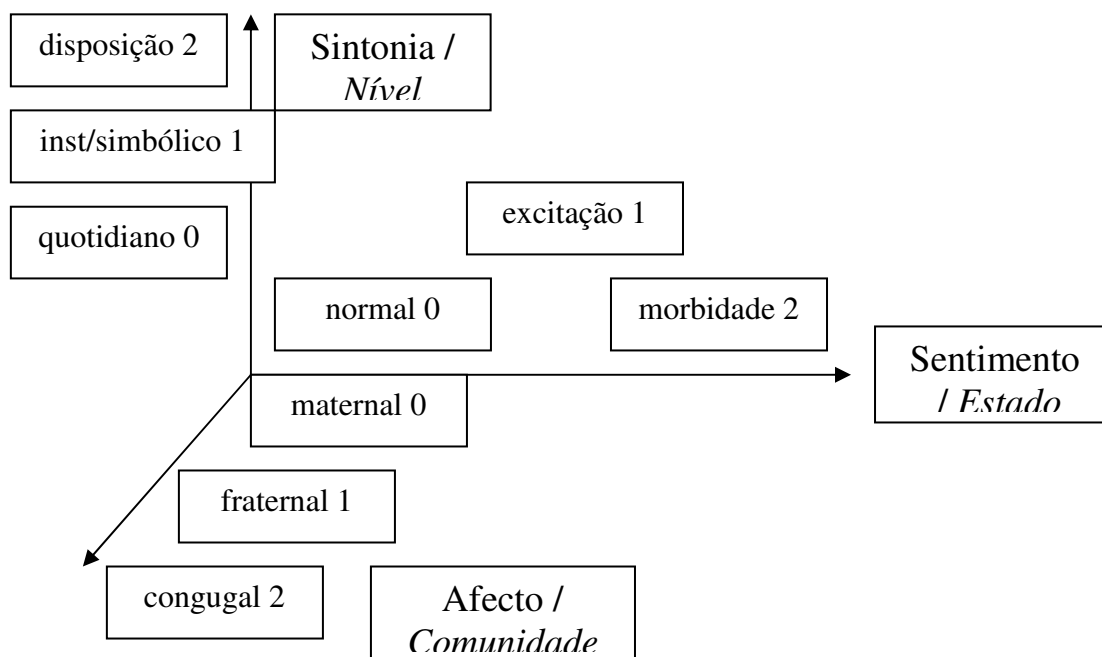 disposição 2
Sintonia /
Nível
inst/simbólico 1
excitação 1
quotidiano 0
normal 0
morbidade 2
Sentimento
/ Estado
maternal 0
fraternal 1
congugal 2
Afecto /
Comunidade